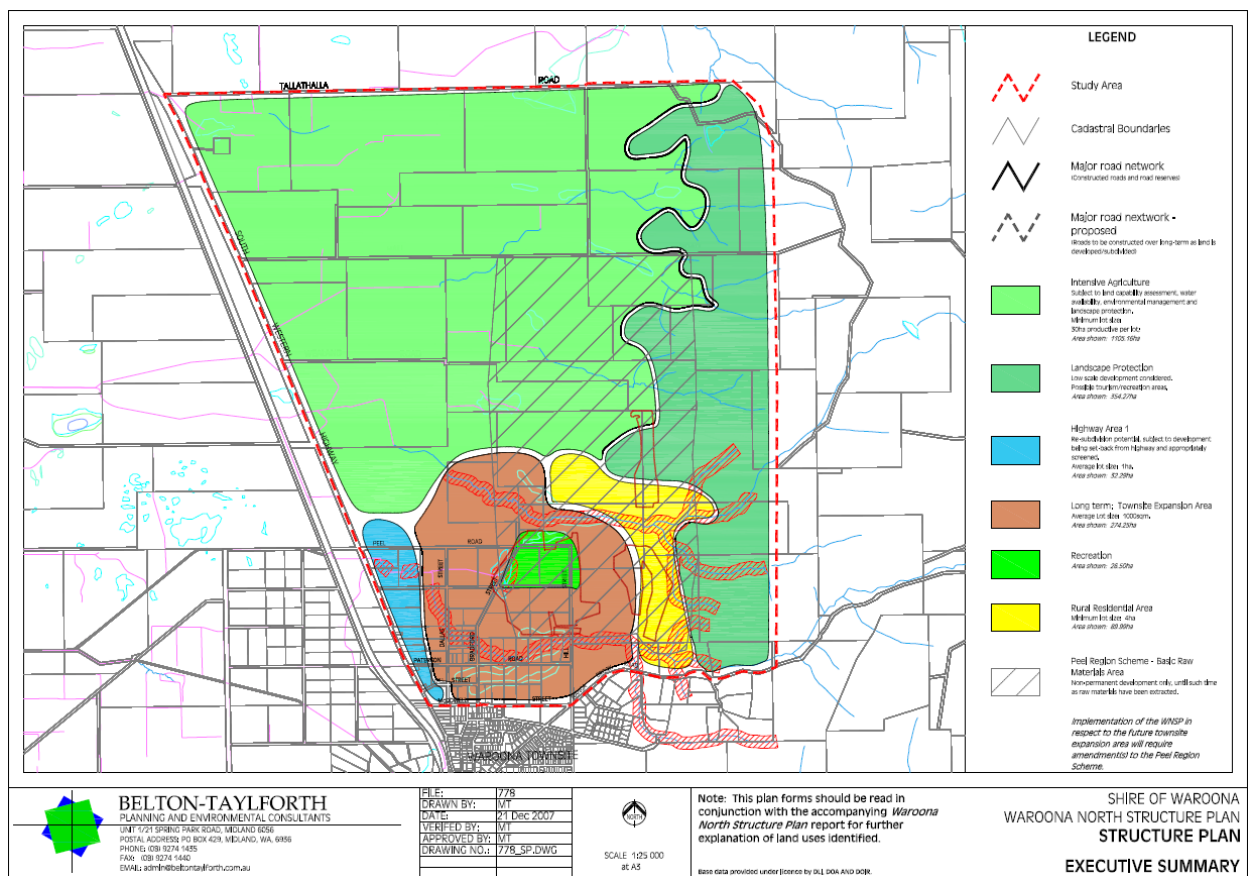 TALLATHALLA ROAD
SOUTH
WESTERN
HIGHWAY
PEEL
ROAD
STREET
STREET
DALLAE
BRADFORD
HILL
PATTERSON
ROAD
STREET
STREET
WAROONA TOWNSITE
LEGEND
Study Area
Cadastral Boundaries
Major road network
(Constructed roads and road reserves)
Major road nextwork -
proposed
(Roads to be constructed over long-term as land is
developed/subdivided)
Intensive Agriculture
Subject to land capability assessment, water
availability, environmental management and
landscape protection.
Minimum lot size:
30ha productive per lot:
Area shown: 1105.16ha
Landscape Protection
Low scale development considered.
Possible tourism/recreation areas,
Area shown: 354.27ha
Highway Area 1
Re-subdivision potential, subject to development
being set-back from highway and appropriately
screened,
Average lot size: 1ha,
Area shown: 32.29ha
Long term; Townsite Expansion Area
Average Lot size: 1000sqm,
Area shown: 274.25ha
Recreation
Area shown: 26.50ha
Rural Residential Area
Minimum lot size: 4ha
Area shown: 89.99ha
Peel Region Scheme - Basic Raw
Materials Area
Non-permanent development only, until such time
as raw materials have been extracted.
Implementation of the WNSP in
respect to the future townsite
expansion area will require
amendment(s) to the Peel Region
Scheme.
BELTON-TAYLFORTH
PLANNING AND ENVIRONMENTAL CONSULTANTS
UNIT 1/21 SPRING PARK ROAD, MIDLAND 6056
POSTAL ADDRESS: PO BOX 429, MIDLAND, WA, 6936
PHONE: (08) 9274 1435
FAX: (08) 9274 1440
EMAIL: admin@beltontaylforth.com.au
FILE: 778
DRAWN BY: MT
DATE: 21 Dec 2007
VERIFED BY: MT
APPROVED BY: MT
DRAWING NO.: 778_SP.DWG
NORTH
SCALE 1:25 000
at A3
Note: This plan forms should be read in
conjunction with the accompanying Waroona
North Structure Plan report for further
explanation of land uses identified.
Base data provided under licence by DLI, DOA AND DOIR.
SHIRE OF WAROONA
WAROONA NORTH STRUCTURE PLAN
STRUCTURE PLAN
EXECUTIVE SUMMARY